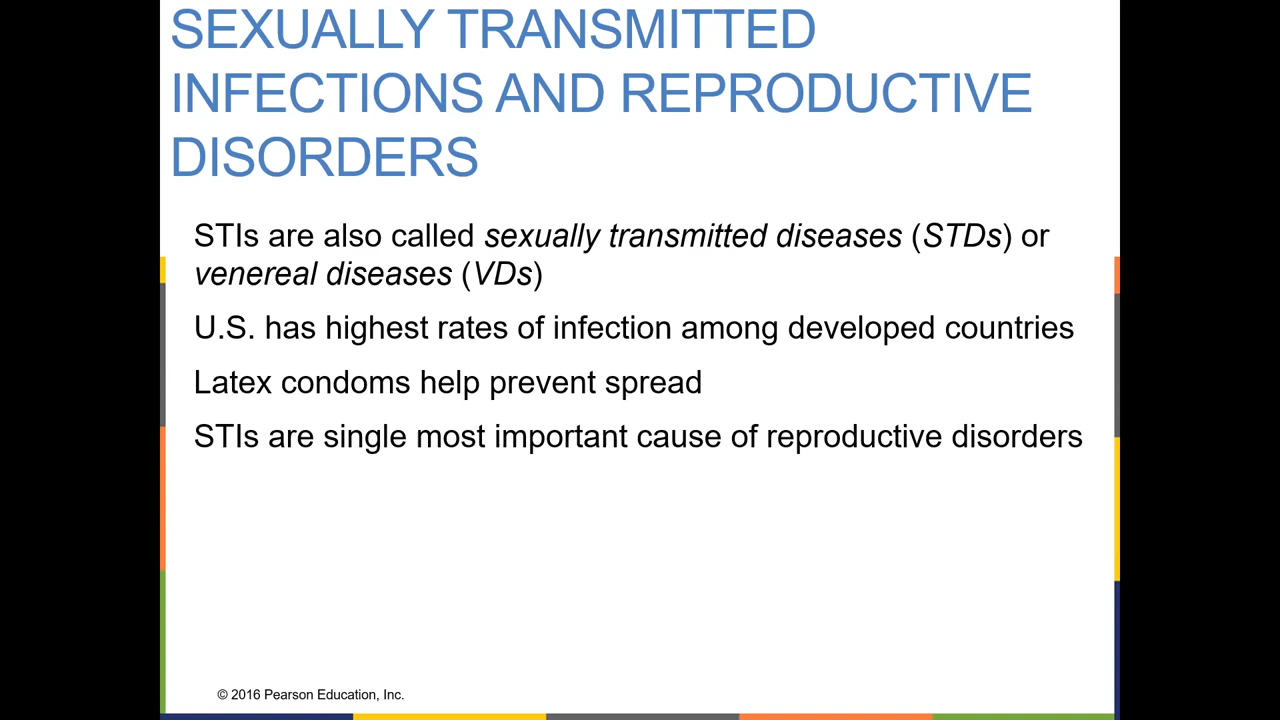 SEXUALLY TRANSMITTED
INFECTIONS AND REPRODUCTIVE
DISORDERS
STIs are also called sexually transmitted diseases (STDs) or
venereal diseases (VDs)
U.S. has highest rates of infection among developed countries
Latex condoms help prevent spread
STIs are single most important cause of reproductive disorders
© 2016 Pearson Education, Inc.